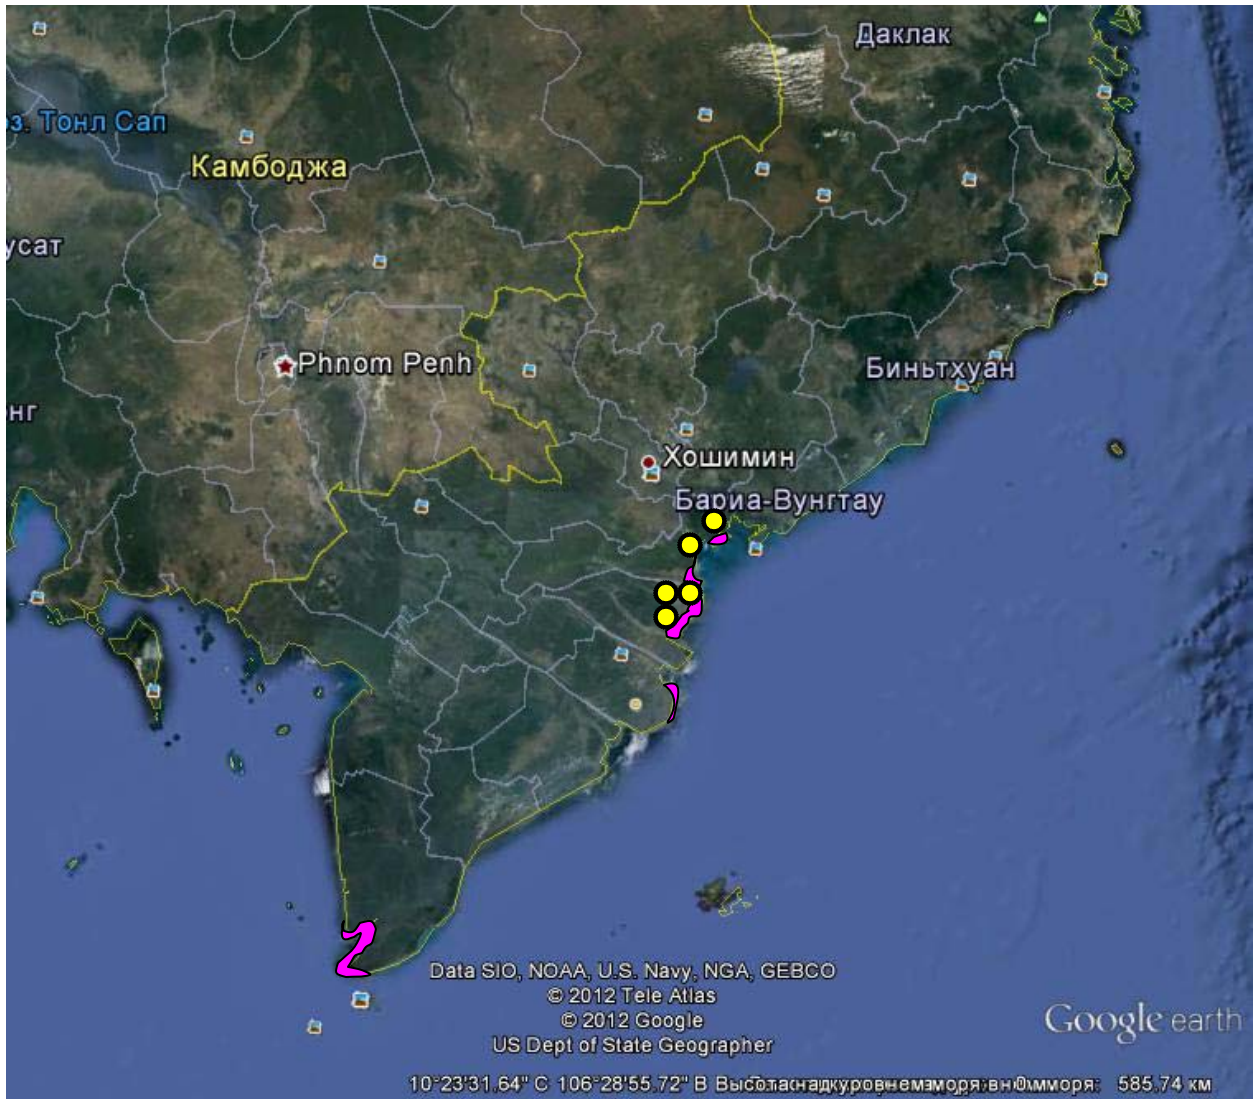 Даклак
оз. Тонл Сап
Камбоджа
усат
Phnom Penh
Биньтхуан
нг
Хошимин
Бариа-Вунгтау
Data SIO, NOAA, U.S. Navy, NGA, GEBCO
© 2012 Tele Atlas
© 2012 Google
US Dept of State Geographer
Google earth
10°23'31.64" С 106°28'55.72" В 585.74 км